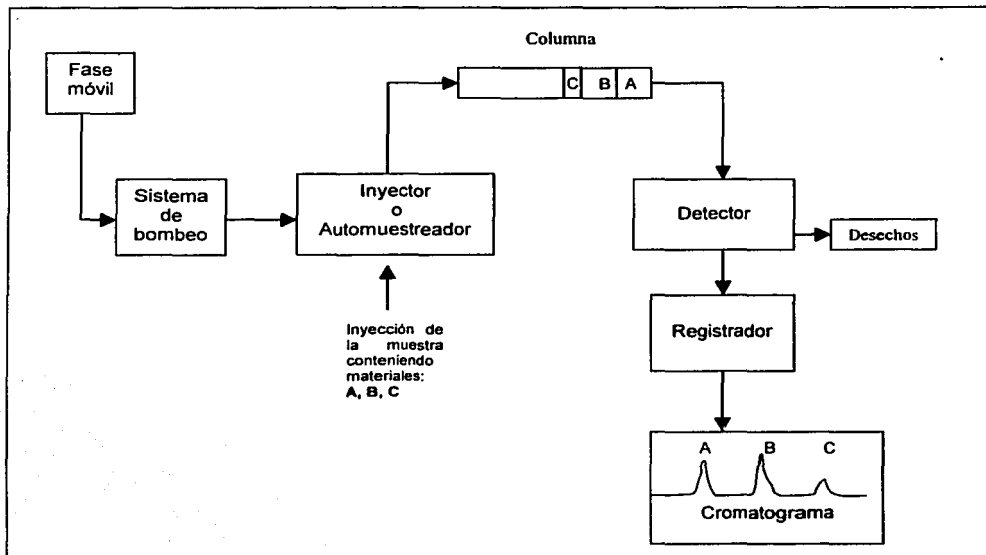 Columna
Fase
móvil
C B A
Sistema
de
bombeo
Inyector
o
Automuestreador
Detector
Desechos
Inyección de
la muestra
conteniendo
materiales:
A, B, C
Registrador
A B C
Cromatograma